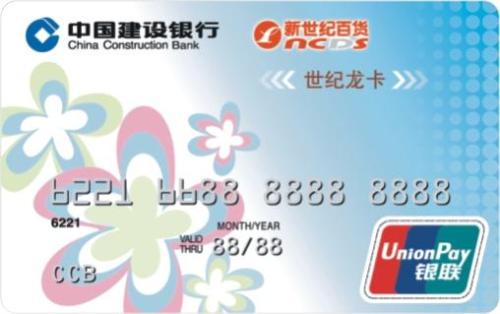 中国建设银行
China Construction Bank
新世纪百货
ncds
世纪龙卡
6221 6688 8888 8888
6221
MONTH/YEAR
VALID THRU 88/88
CCB
UnionPay
银联